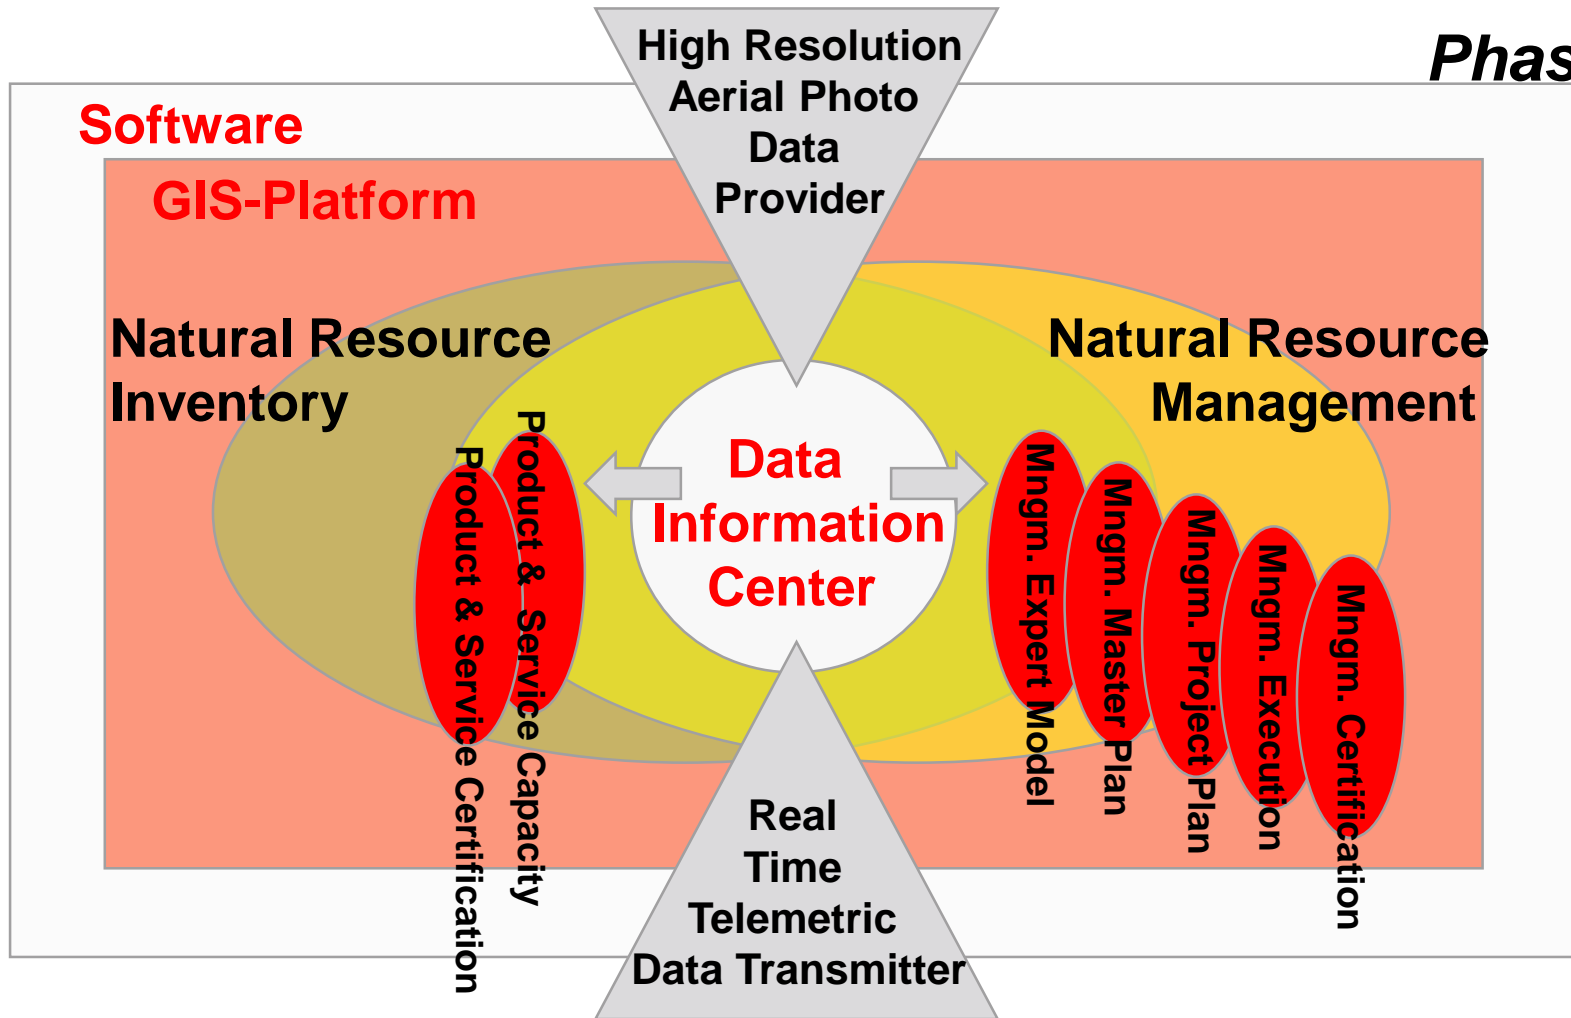 High Resolution
Aerial Photo
Data
Provider
Phas
Software
GIS-Platform
Natural Resource
Inventory
Natural Resource
Management
Data
Information
Center
Product & Service Certification
Product & Service Capacity
Mngm. Expert Model
Mngm. Master Plan
Mngm. Project Plan
Mngm. Execution
Mngm. Certification
Real
Time
Telemetric
Data Transmitter